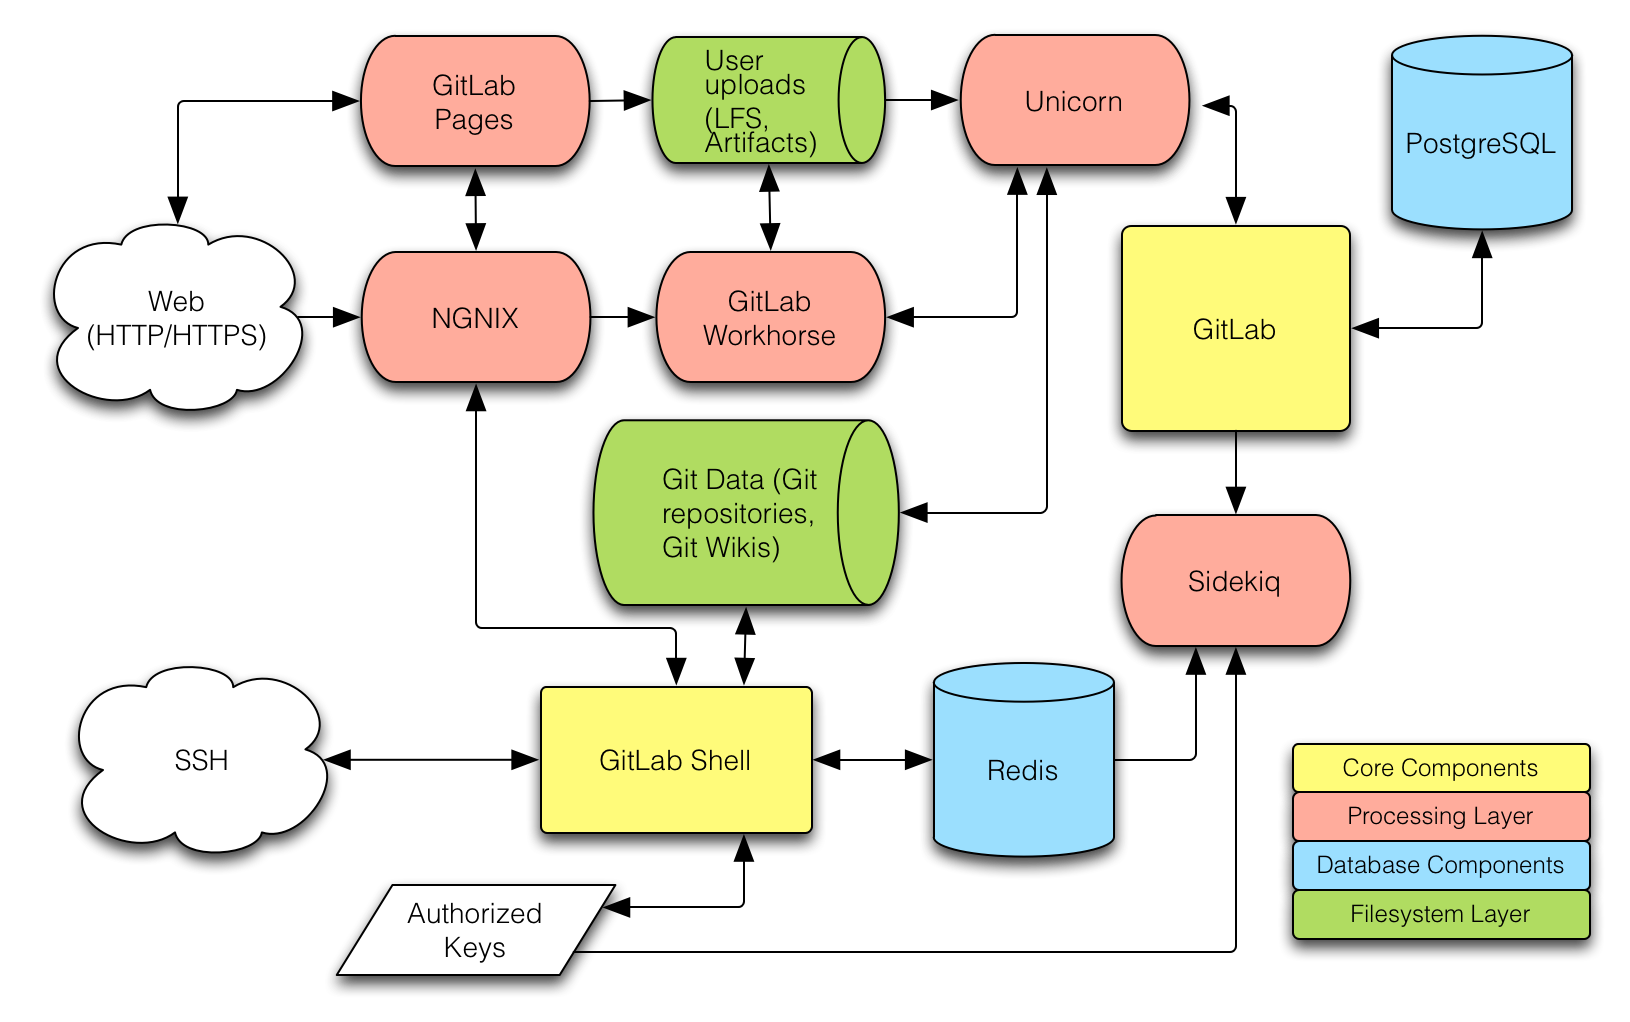 GitLab
Pages
User
uploads
(LFS,
Artifacts)
Unicorn
PostgreSQL
Web
(HTTP/HTTPS)
NGNIX
GitLab
Workhorse
GitLab
Git Data (Git
repositories,
Git Wikis)
Sidekiq
SSH
GitLab Shell
Redis
Core Components
Processing Layer
Database Components
Filesystem Layer
Authorized
Keys